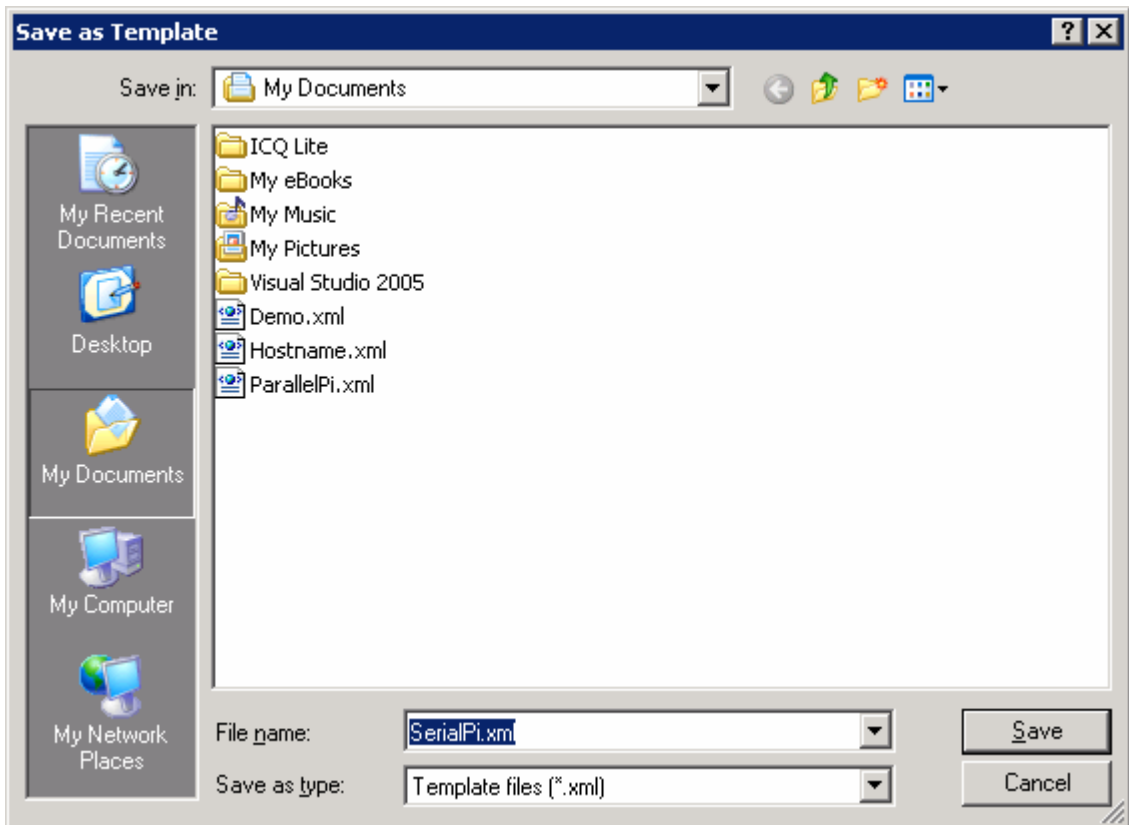 Save as Template
Save in:
My Documents
My Recent
Documents
Desktop
My Documents
My Computer
My Network
Places
ICQ Lite
My eBooks
My Music
My Pictures
Visual Studio 2005
Demo.xml
Hostname.xml
ParallelPi.xml
File name:
SerialPi.xml
Save
Save as type:
Template files (*.xml)
Cancel